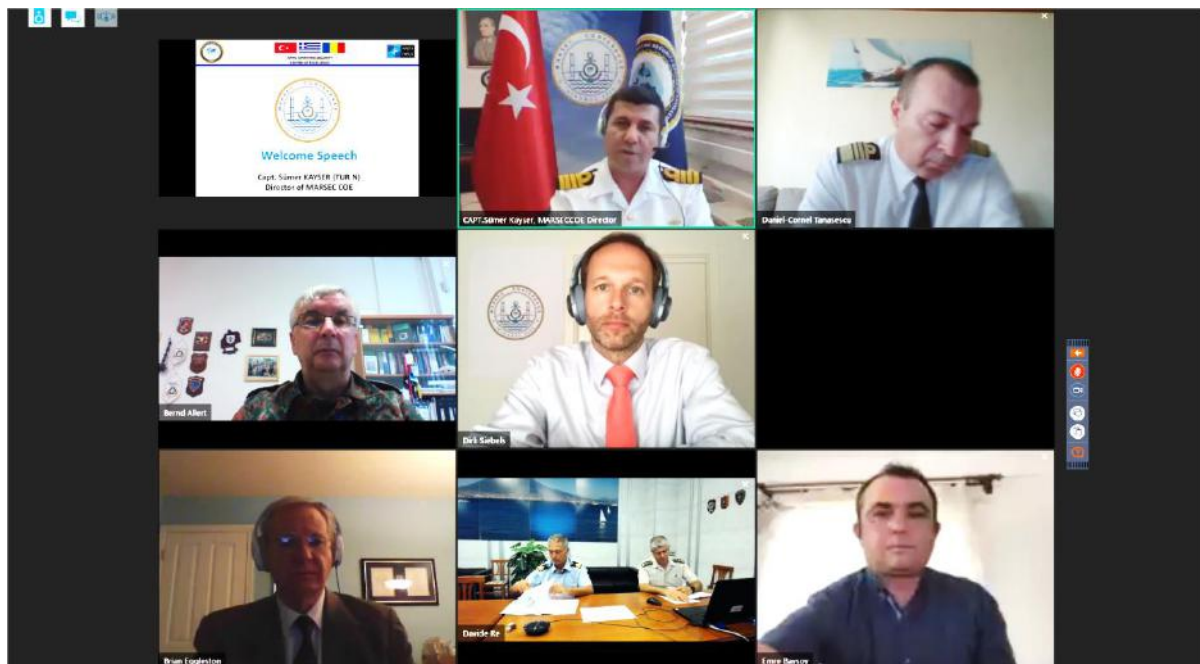 Welcome Speech
Capt. Sümer KAYSER (TUR N)
Director of MARSEC COE
CAPT.Sümer Kayser, MARSECCOE Director
Daniel-Cornel Tanasescu
Bernd Allert
Dirk Siebels
Brian Eggleston
Davide Re
Emre